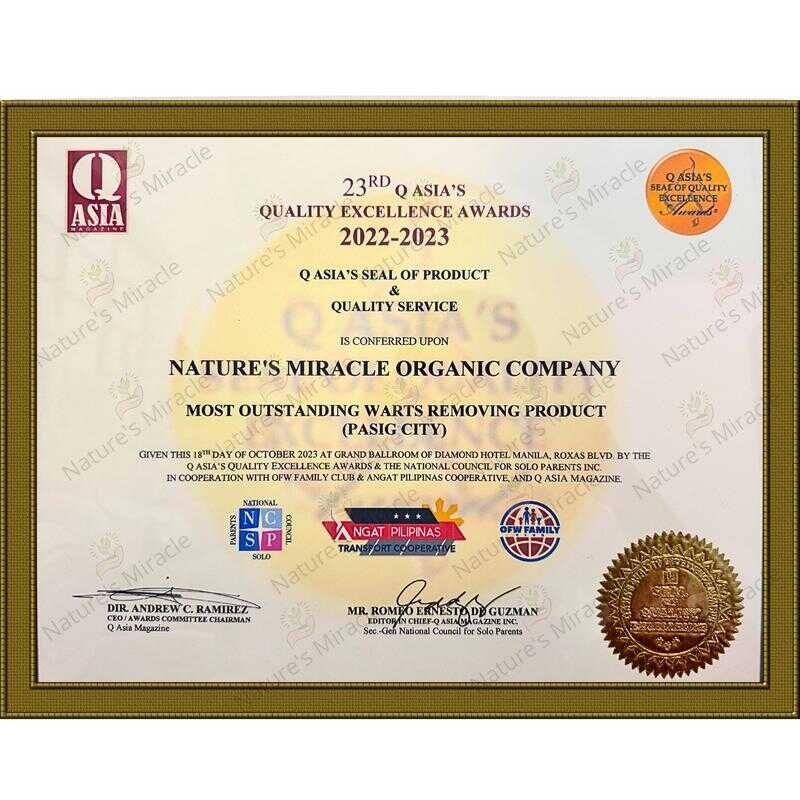 Q
ASIA
MAGAZINE
Q ASIA'S
SEAL OF QUALITY
EXCELLENCE
Awards
23RD Q ASIA'S
QUALITY EXCELLENCE AWARDS
2022-2023
Q ASIA'S SEAL OF PRODUCT
&
QUALITY SERVICE
IS CONFERRED UPON
NATURE'S MIRACLE ORGANIC COMPANY
MOST OUTSTANDING WARTS REMOVING PRODUCT
(PASIG CITY)
GIVEN THIS 18TH DAY OF OCTOBER 2023 AT GRAND BALLROOM OF DIAMOND HOTEL MANILA, ROXAS BLVD. BY THE
Q ASIA'S QUALITY EXCELLENCE AWARDS & THE NATIONAL COUNCIL FOR SOLO PARENTS INC.
IN COOPERATION WITH OFW FAMILY CLUB & ANGAT PILIPINAS COOPERATIVE, AND Q ASIA MAGAZINE.
NATIONAL
PARENTS
NC
SP
COUNCIL
SOLO
ANGAT PILIPINAS
TRANSPORT COOPERATIVE
OFW FAMILY
DIR. ANDREW C. RAMIREZ
CEO / AWARDS COMMITTEE CHAIRMAN
Q Asia Magazine
MR. ROMEO ERNESTO DE GUZMAN
EDITOR IN CHIEF-Q ASIA MAGAZINE INC.
Sec.-Gen National Council for Solo Parents
Nature's Miracle